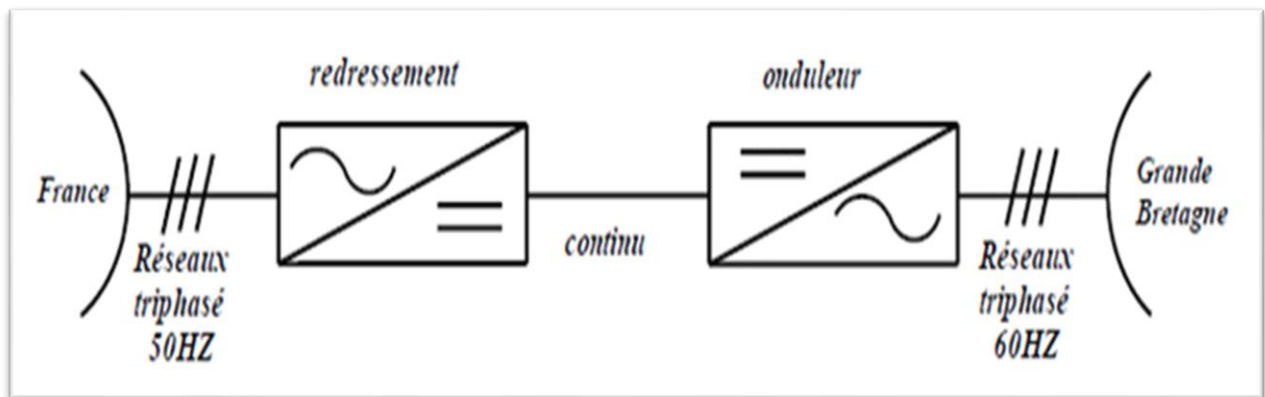 redressement
onduleur
France
Réseaux
triphasé
50HZ
continu
Réseaux
triphasé
60HZ
Grande
Bretagne